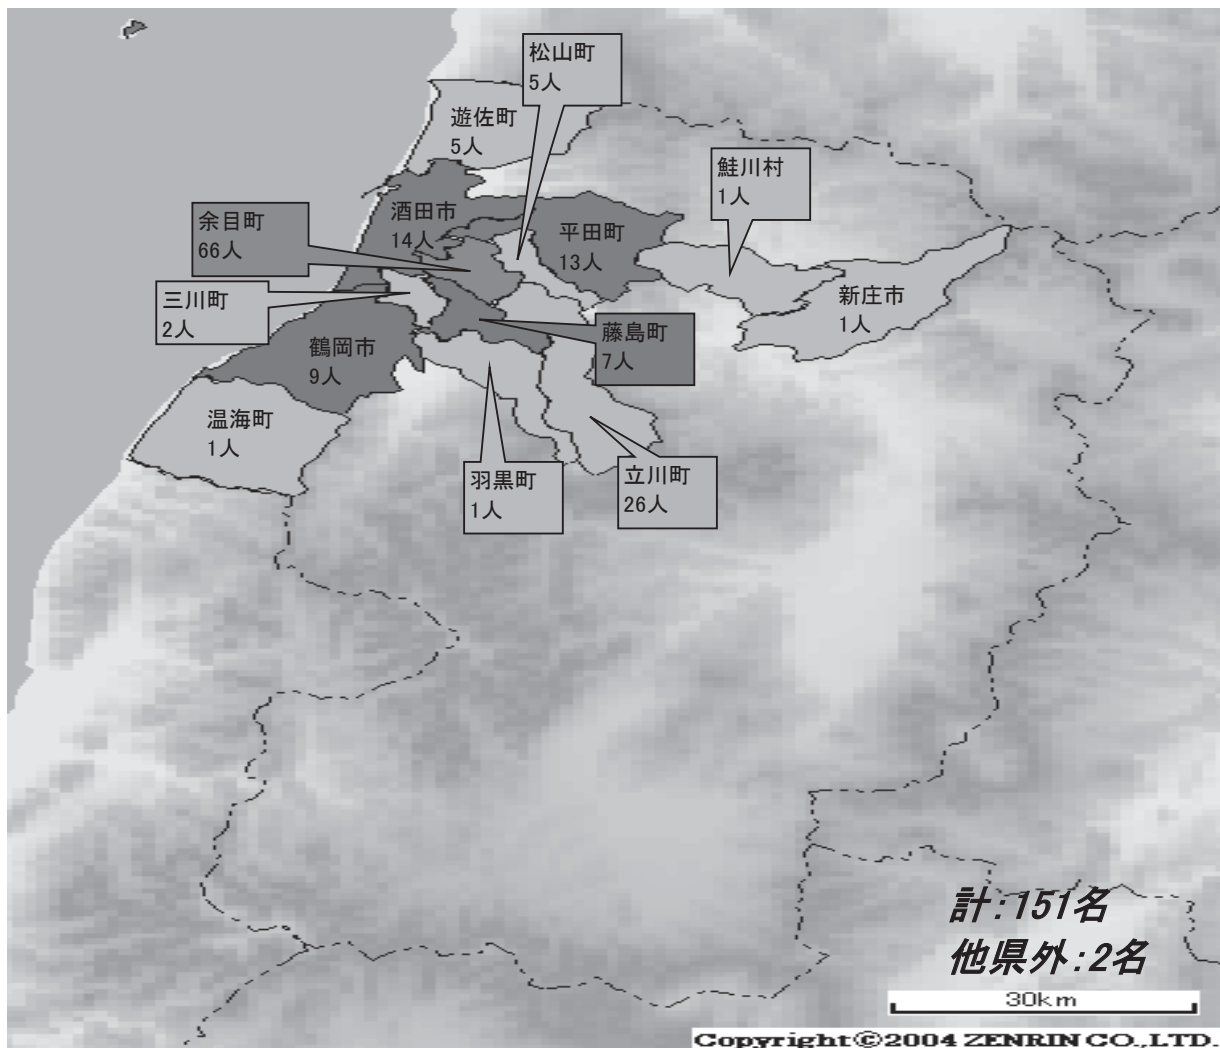 松山町
5人
遊佐町
5人
鮭川村
1人
余目町
66人
酒田市
14人
平田町
13人
三川町
2人
新庄市
1人
鶴岡市
9人
藤島町
7人
温海町
1人
羽黒町
1人
立川町
26人
計:151名
他県外:2名
30km
Copyright©2004 ZENRIN CO.,LTD.